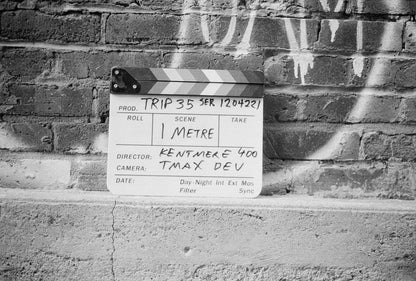 PROD. TRIP 35 SER 1204221
ROLL SCENE TAKE
1 METRE
DIRECTOR: KENTMERE 400
CAMERA: TMAX DEV
DATE: Day-Night Int Ext Mos
Filter Sync